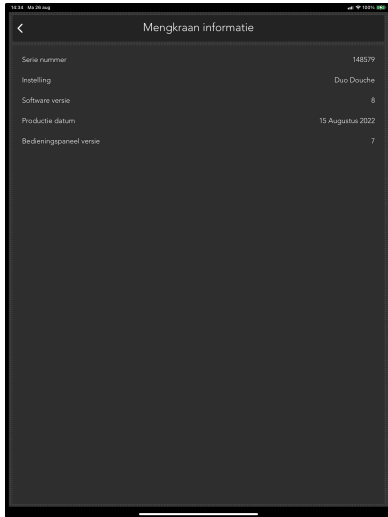 14:34 Ma 26 aug 100%
Mengkraan informatie
Serie nummer 148579
Instelling Duo Douche
Software versie 8
Productie datum 15 Augustus 2022
Bedieningspaneel versie 7